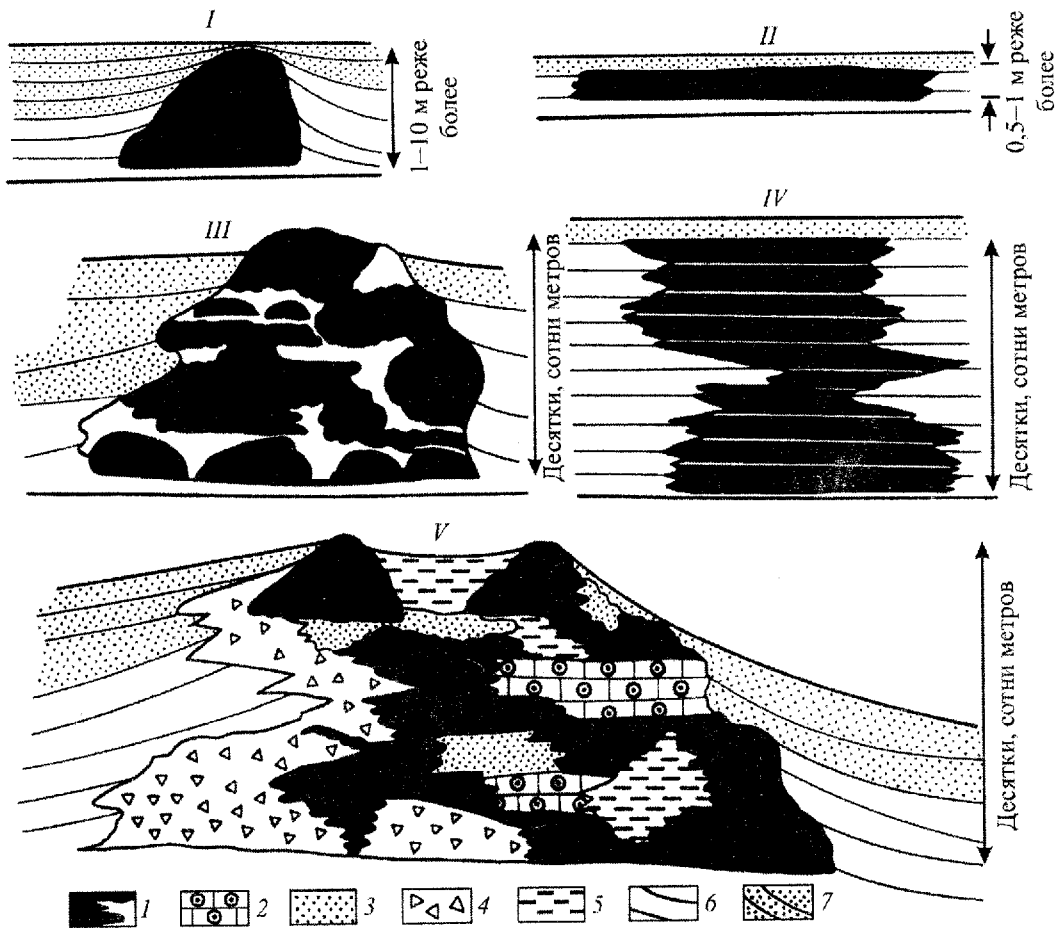 I
1–10 м реже
более
II
0,5–1 м реже
более
III
Десятки, сотни метров
IV
Десятки, сотни метров
V
Десятки, сотни метров
1
2
3
4
5
6
7